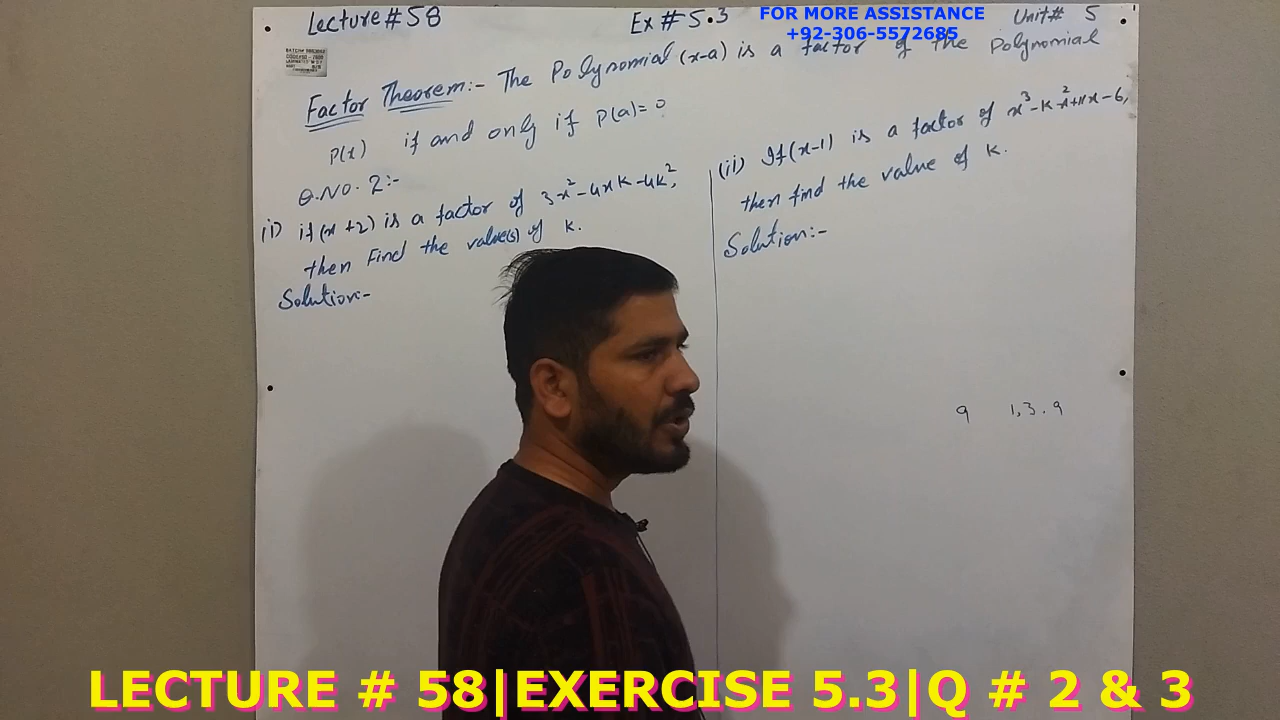 Lecture # 58
Ex # 5.3
Unit # 5
FOR MORE ASSISTANCE
+92-306-5572685
Factor Theorem:- The Polynomial (x-a) is a factor of the Polynomial
P(x) if and only if P(a)=0
Q.NO. 2:-
(i) if (x +2) is a factor of 3x²-4xk-4k²,
then Find the value(s) of k.
Solution:-
(ii) If (x-1) is a factor of x³-kx²+11x-6,
then find the value of k.
Solution:-
9 1,3.9
LECTURE # 58|EXERCISE 5.3|Q # 2 & 3